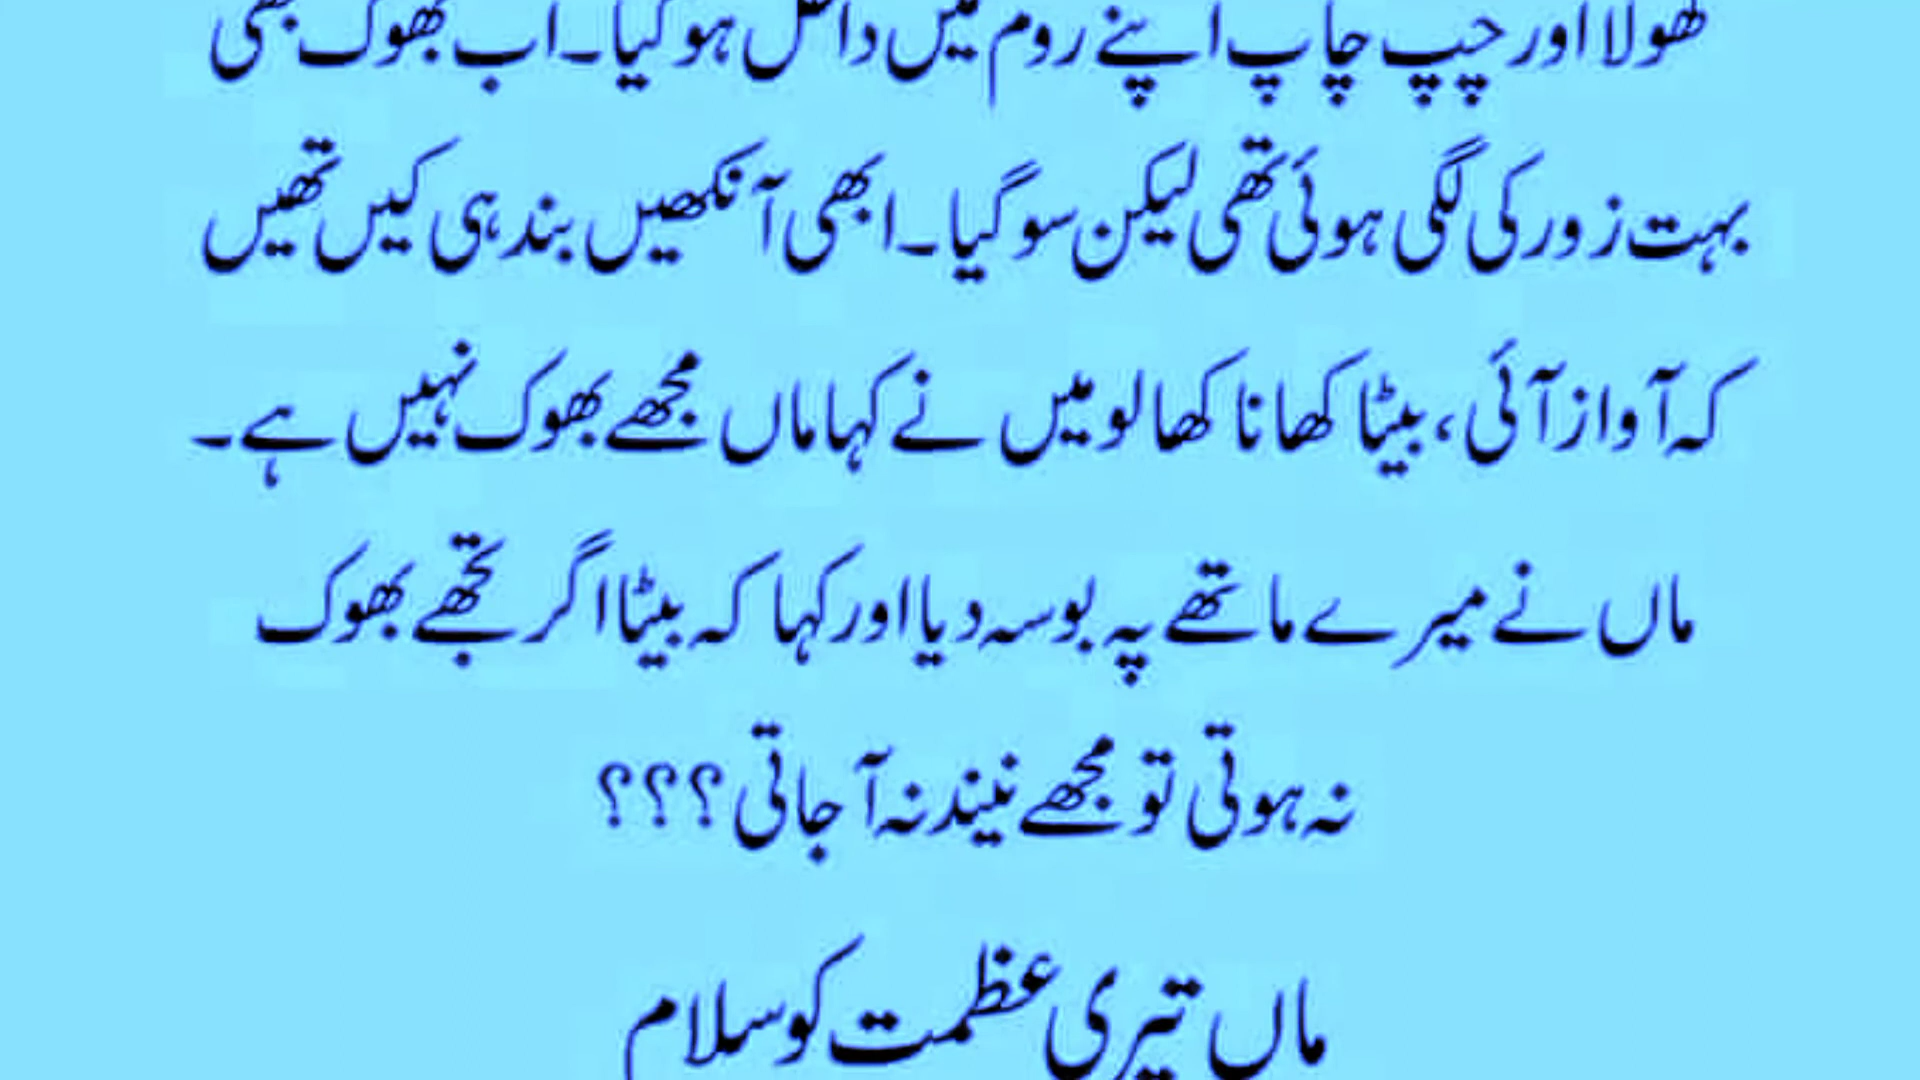 کھولا اور چپ چاپ اپنے روم میں داخل ہو گیا۔ اب بھوک بھی
بہت زور کی لگی ہوئی تھی لیکن سو گیا۔ ابھی آنکھیں بند ہی کیں تھیں
کہ آواز آئی، بیٹا کھانا کھا لو میں نے کہا ماں مجھے بھوک نہیں ہے۔
ماں نے میرے ماتھے پہ بوسہ دیا اور کہا کہ بیٹا اگر تجھے بھوک
نہ ہوتی تو مجھے نیند نہ آ جاتی؟؟؟
ماں تیری عظمت کو سلام